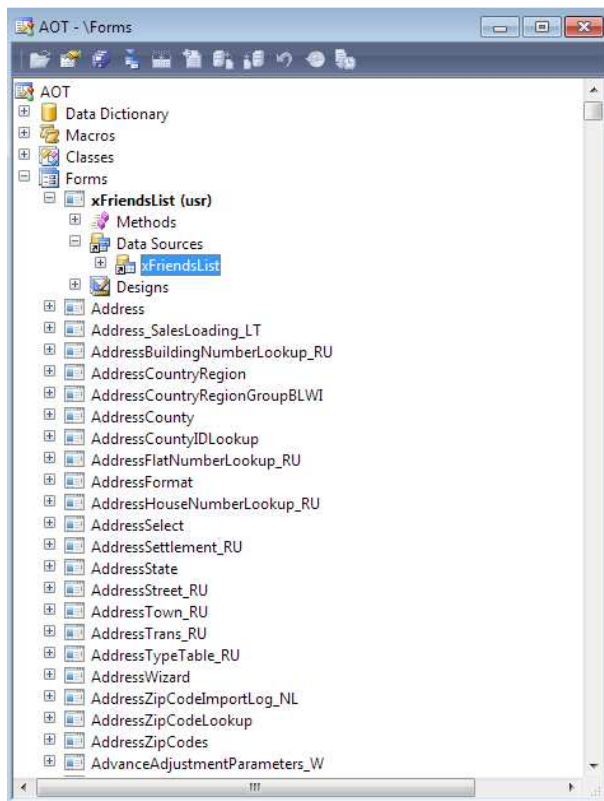 AOT - \Forms
AOT
Data Dictionary
Macros
Classes
Forms
xFriendsList (usr)
Methods
Data Sources
xFriendsList
Designs
Address
Address_SalesLoading_LT
AddressBuildingNumberLookup_RU
AddressCountryRegion
AddressCountryRegionGroupBLWI
AddressCounty
AddressCountyIDLookup
AddressFlatNumberLookup_RU
AddressFormat
AddressHouseNumberLookup_RU
AddressSelect
AddressSettlement_RU
AddressState
AddressStreet_RU
AddressTown_RU
AddressTrans_RU
AddressTypeTable_RU
AddressWizard
AddressZipCodeImportLog_NL
AddressZipCodeLookup
AddressZipCodes
AdvanceAdjustmentParameters_W